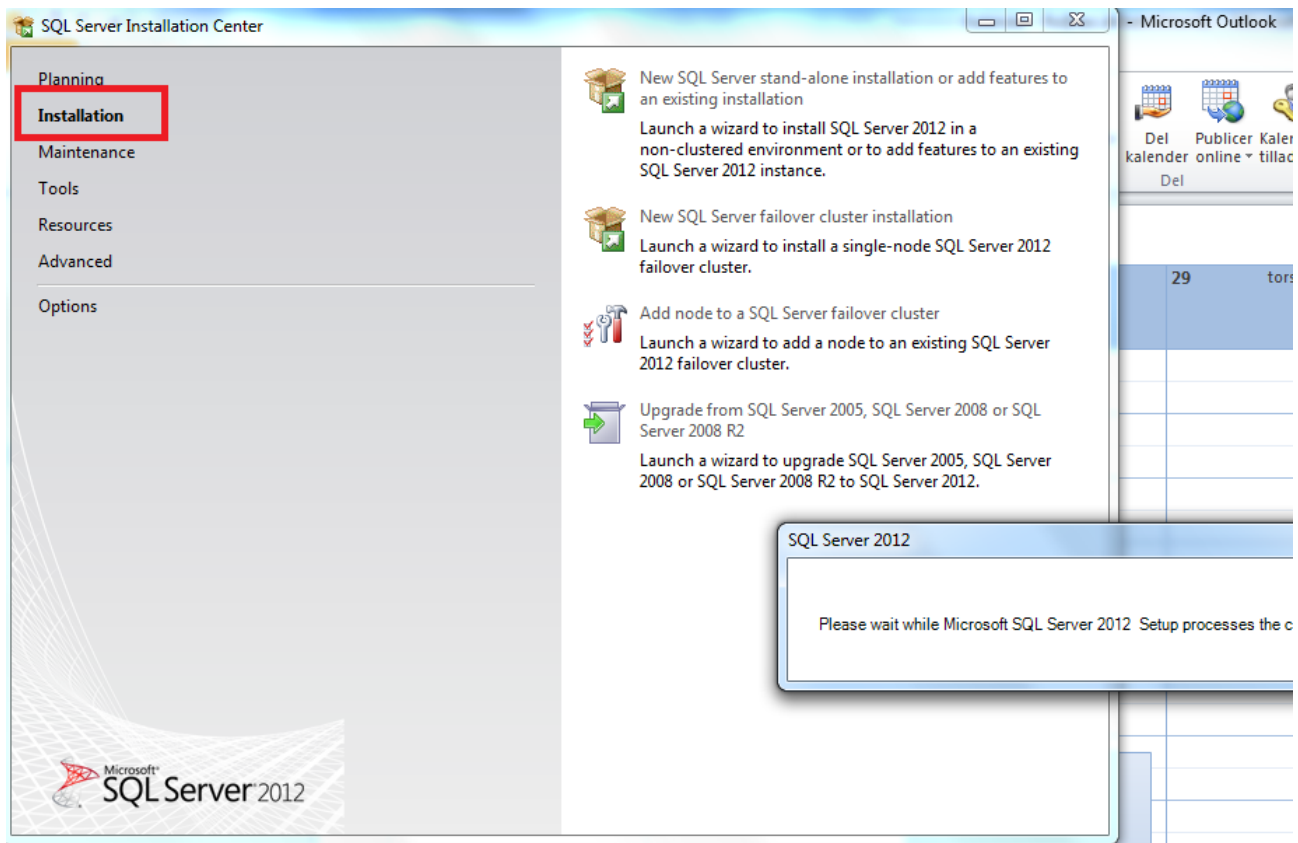 SQL Server Installation Center
Planning
Installation
Maintenance
Tools
Resources
Advanced
Options
New SQL Server stand-alone installation or add features to
an existing installation
Launch a wizard to install SQL Server 2012 in a
non-clustered environment or to add features to an existing
SQL Server 2012 instance.
New SQL Server failover cluster installation
Launch a wizard to install a single-node SQL Server 2012
failover cluster.
Add node to a SQL Server failover cluster
Launch a wizard to add a node to an existing SQL Server
2012 failover cluster.
Upgrade from SQL Server 2005, SQL Server 2008 or SQL
Server 2008 R2
Launch a wizard to upgrade SQL Server 2005, SQL Server
2008 or SQL Server 2008 R2 to SQL Server 2012.
SQL Server 2012
Please wait while Microsoft SQL Server 2012 Setup processes the c
Microsoft
SQL Server 2012
- Microsoft Outlook
Del Publicer Kaler
kalender online tillad
Del
29 tors